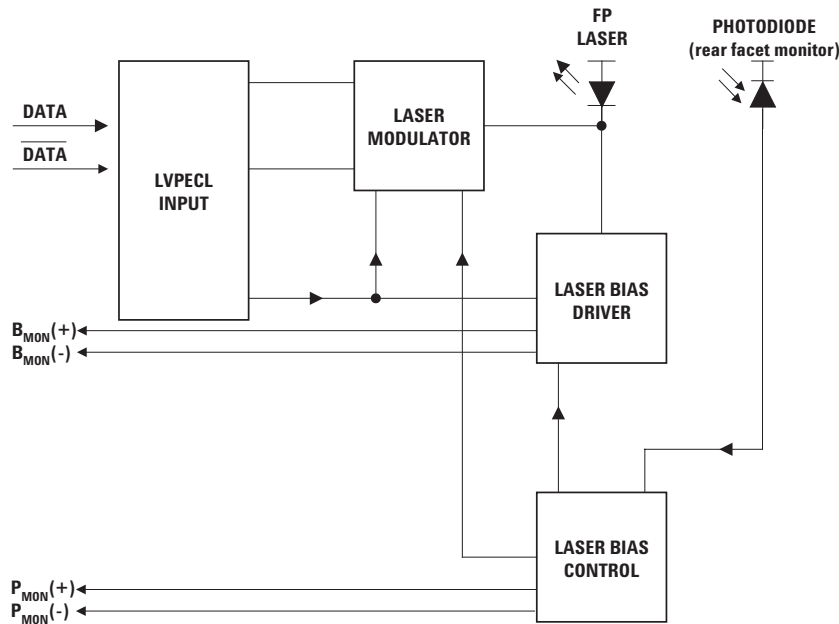 FP
LASER
PHOTODIODE
(rear facet monitor)
DATA
DATA
LVPECL
INPUT
LASER
MODULATOR
LASER BIAS
DRIVER
BMON(+)
BMON(-)
LASER BIAS
CONTROL
PMON(+)
PMON(-)